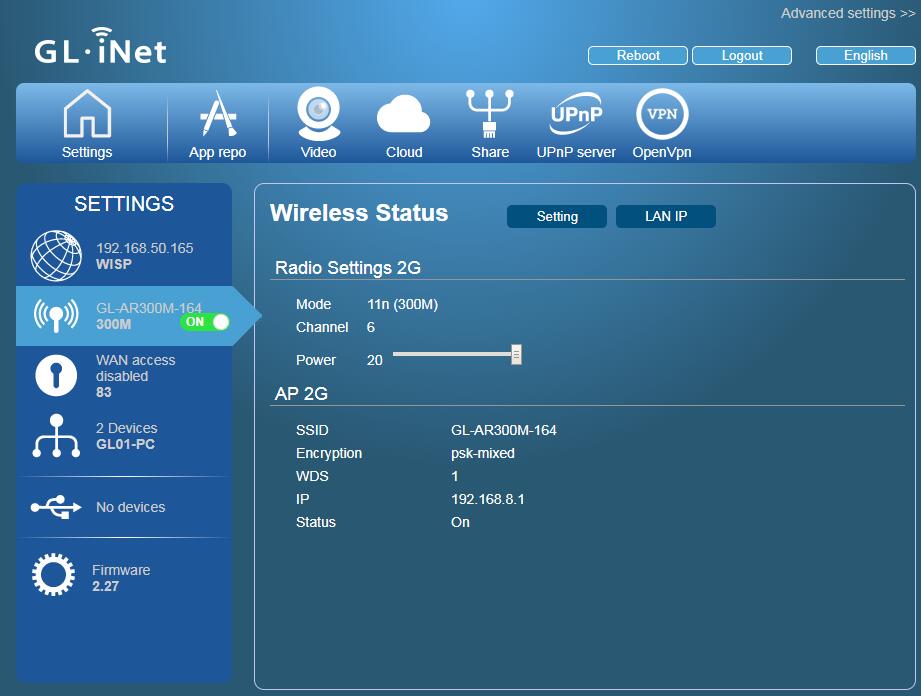 Advanced settings >>
GL·iNet
Reboot
Logout
English
Settings
App repo
Video
Cloud
Share
UPnP
UPnP server
VPN
OpenVpn
SETTINGS
192.168.50.165
WISP
GL-AR300M-164
300M
ON
WAN access
disabled
83
2 Devices
GL01-PC
No devices
Firmware
2.27
Wireless Status
Setting
LAN IP
Radio Settings 2G
Mode 11n (300M)
Channel 6
Power 20
AP 2G
SSID GL-AR300M-164
Encryption psk-mixed
WDS 1
IP 192.168.8.1
Status On